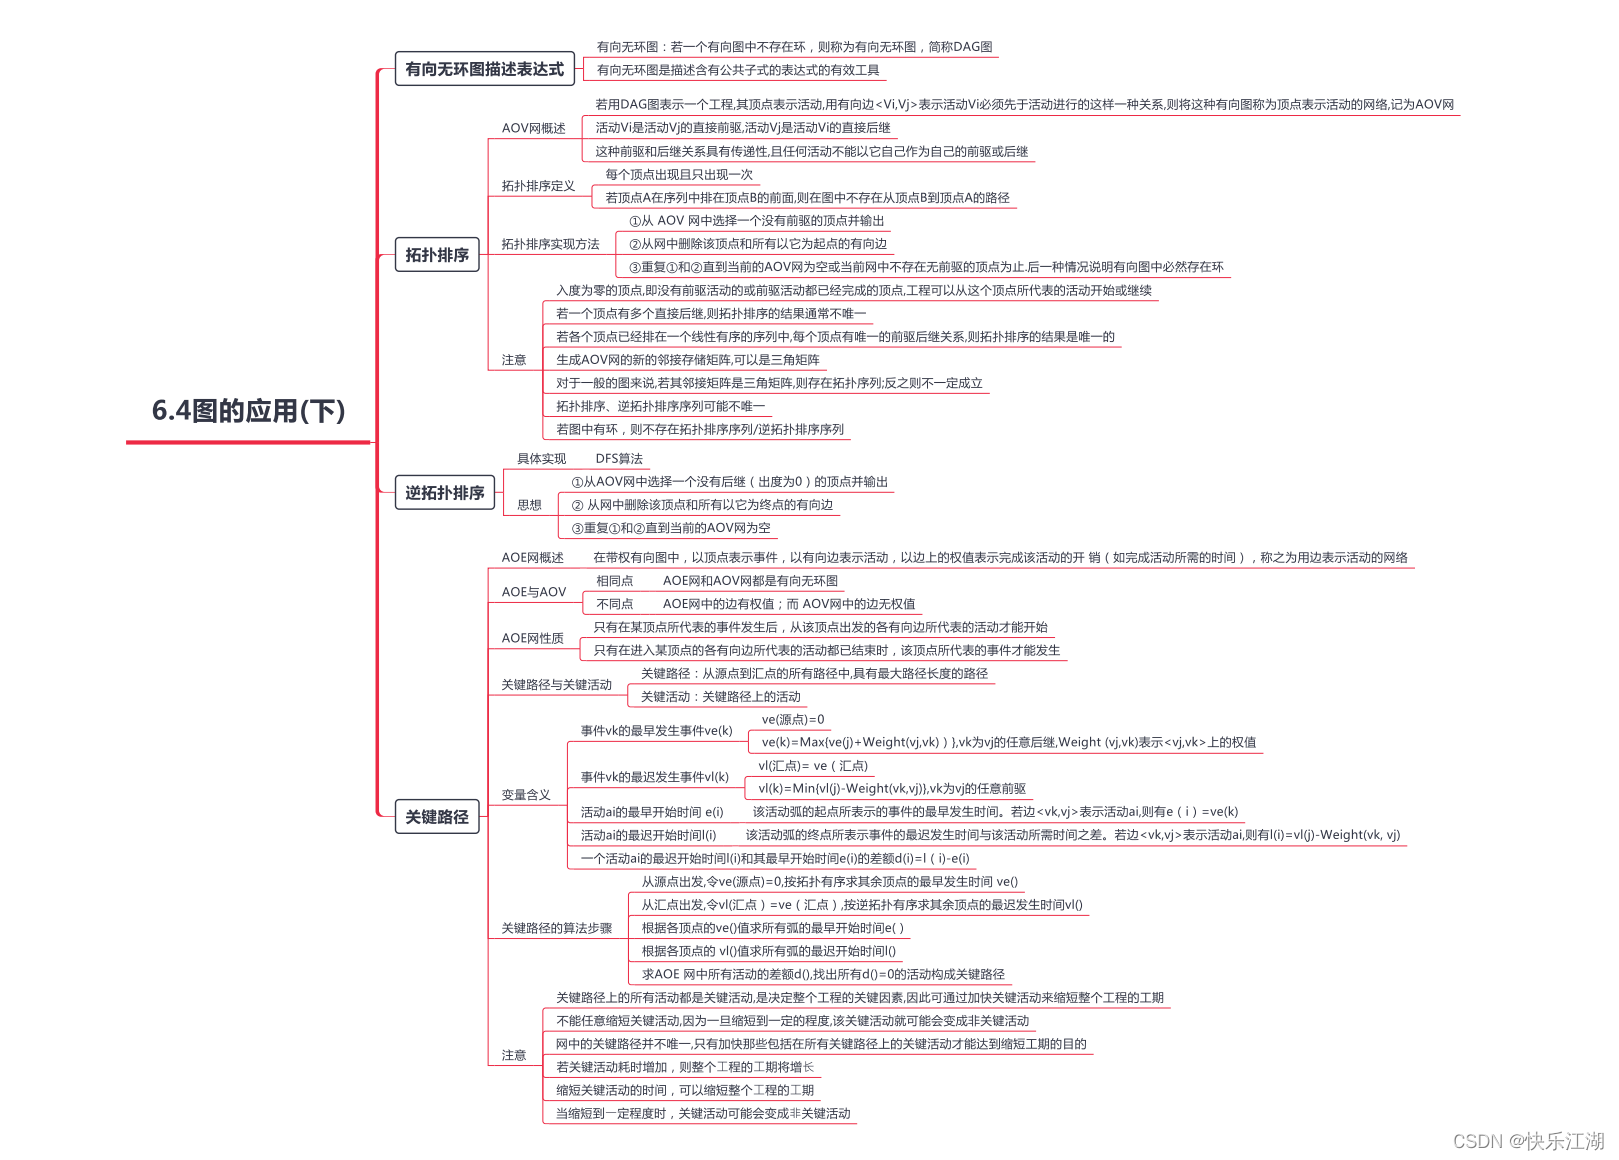 6.4图的应用(下)
有向无环图描述表达式
有向无环图：若一个有向图中不存在环，则称为有向无环图，简称DAG图
有向无环图是描述含有公共子式的表达式的有效工具
拓扑排序
AOV网概述
若用DAG图表示一个工程,其顶点表示活动,用有向边<Vi,Vj>表示活动Vi必须先于活动进行的这样一种关系,则将这种有向图称为顶点表示活动的网络,记为AOV网
活动Vi是活动Vj的直接前驱,活动Vj是活动Vi的直接后继
这种前驱和后继关系具有传递性,且任何活动不能以它自己作为自己的前驱或后继
拓扑排序定义
每个顶点出现且只出现一次
若顶点A在序列中排在顶点B的前面,则在图中不存在从顶点B到顶点A的路径
拓扑排序实现方法
①从 AOV 网中选择一个没有前驱的顶点并输出
②从网中删除该顶点和所有以它为起点的有向边
③重复①和②直到当前的AOV网为空或当前网中不存在无前驱的顶点为止.后一种情况说明有向图中必然存在环
注意
入度为零的顶点,即没有前驱活动的或前驱活动都已经完成的顶点,工程可以从这个顶点所代表的活动开始或继续
若一个顶点有多个直接后继,则拓扑排序的结果通常不唯一
若各个顶点已经排在一个线性有序的序列中,每个顶点有唯一的前驱后继关系,则拓扑排序的结果是唯一的
生成AOV网的新的邻接存储矩阵,可以是三角矩阵
对于一般的图来说,若其邻接矩阵是三角矩阵,则存在拓扑序列;反之则不一定成立
拓扑排序、逆拓扑排序序列可能不唯一
若图中有环，则不存在拓扑排序序列/逆拓扑排序序列
逆拓扑排序
具体实现
DFS算法
思想
①从AOV网中选择一个没有后继（出度为0）的顶点并输出
② 从网中删除该顶点和所有以它为终点的有向边
③重复①和②直到当前的AOV网为空
关键路径
AOE网概述
在带权有向图中，以顶点表示事件，以有向边表示活动，以边上的权值表示完成该活动的开 销（如完成活动所需的时间），称之为用边表示活动的网络
AOE与AOV
相同点
AOE网和AOV网都是有向无环图
不同点
AOE网中的边有权值；而 AOV网中的边无权值
AOE网性质
只有在某顶点所代表的事件发生后，从该顶点出发的各有向边所代表的活动才能开始
只有在进入某顶点的各有向边所代表的活动都已结束时，该顶点所代表的事件才能发生
关键路径与关键活动
关键路径：从源点到汇点的所有路径中,具有最大路径长度的路径
关键活动：关键路径上的活动
变量含义
事件vk的最早发生事件ve(k)
ve(源点)=0
ve(k)=Max{ve(j)+Weight(vj,vk)）},vk为vj的任意后继,Weight (vj,vk)表示<vj,vk>上的权值
事件vk的最迟发生事件vl(k)
vl(汇点)= ve（汇点)
vl(k)=Min{vl(j)-Weight(vk,vj)},vk为vj的任意前驱
活动ai的最早开始时间 e(i)
该活动弧的起点所表示的事件的最早发生时间。若边<vk,vj>表示活动ai,则有e（i）=ve(k)
活动ai的最迟开始时间l(i)
该活动弧的终点所表示事件的最迟发生时间与该活动所需时间之差。若边<vk,vj>表示活动ai,则有l(i)=vl(j)-Weight(vk, vj)
一个活动ai的最迟开始时间l(i)和其最早开始时间e(i)的差额d(i)=l（i)-e(i)
关键路径的算法步骤
从源点出发,令ve(源点)=0,按拓扑有序求其余顶点的最早发生时间 ve()
从汇点出发,令vl(汇点）=ve（汇点）,按逆拓扑有序求其余顶点的最迟发生时间vl()
根据各顶点的ve()值求所有弧的最早开始时间e( )
根据各顶点的 vl()值求所有弧的最迟开始时间l()
求AOE 网中所有活动的差额d(),找出所有d()=0的活动构成关键路径
注意
关键路径上的所有活动都是关键活动,是决定整个工程的关键因素,因此可通过加快关键活动来缩短整个工程的工期
不能任意缩短关键活动,因为一旦缩短到一定的程度,该关键活动就可能会变成非关键活动
网中的关键路径并不唯一,只有加快那些包括在所有关键路径上的关键活动才能达到缩短工期的目的
若关键活动耗时增加，则整个工程的工期将增长
缩短关键活动的时间，可以缩短整个工程的工期
当缩短到一定程度时，关键活动可能会变成非关键活动
CSDN @快乐江湖